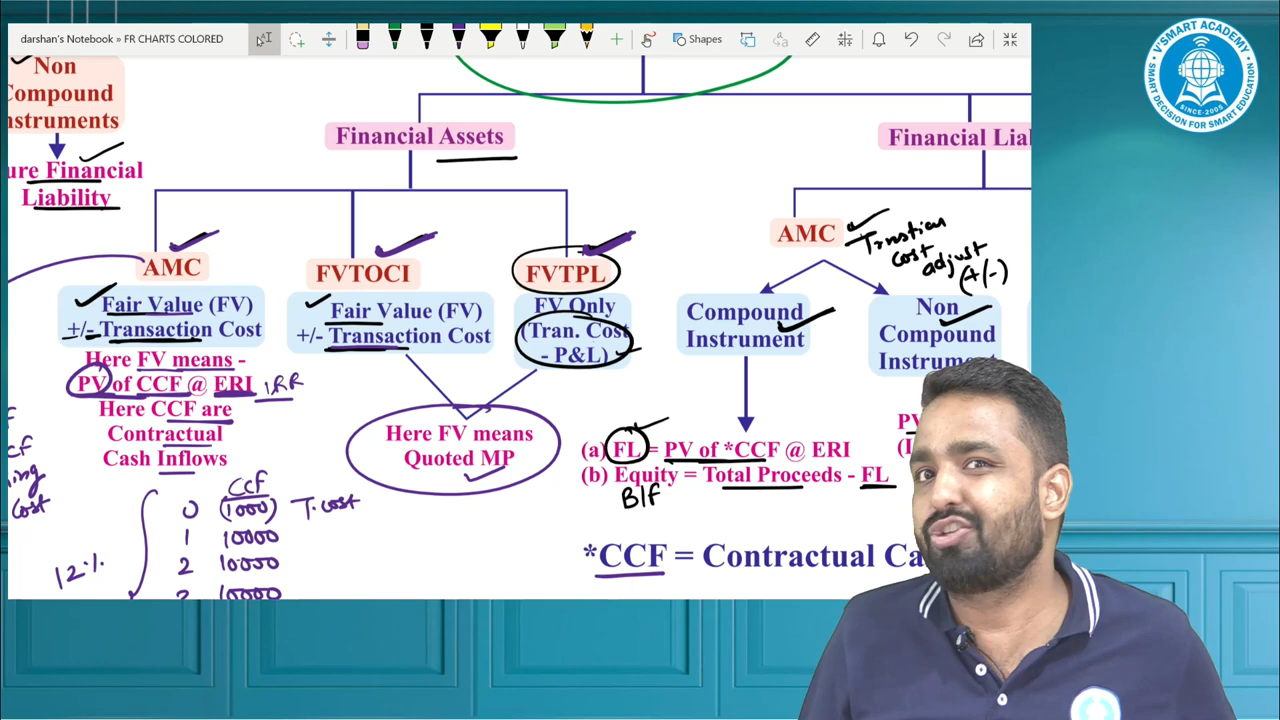 darshan's Notebook » FR CHARTS COLORED
Shapes
V'SMART ACADEMY
SINCE-2005
SMART DECISION FOR SMART EDUCATION
Non
Compound
nstruments
ure Financial
Liability
Financial Assets
Financial Lia
AMC
Fair Value (FV)
+/- Transaction Cost
Here FV means -
PV of CCF @ ERI IRR
Here CCF are
Contractual
Cash Inflows
FVTOCI
Fair Value (FV)
+/- Transaction Cost
FVTPL
FV Only
(Tran. Cost
- P&L)
Here FV means
Quoted MP
AMC
cost
adjust
(+/-)
Compound
Instrument
Non
Compound
Instrument
(a) FL = PV of *CCF @ ERI
(b) Equity = Total Proceeds - FL
B/F
*CCF = Contractual Ca
PV
cost
CCF
0 (1000) T.cost
1 10000
2 10000
10000
12%